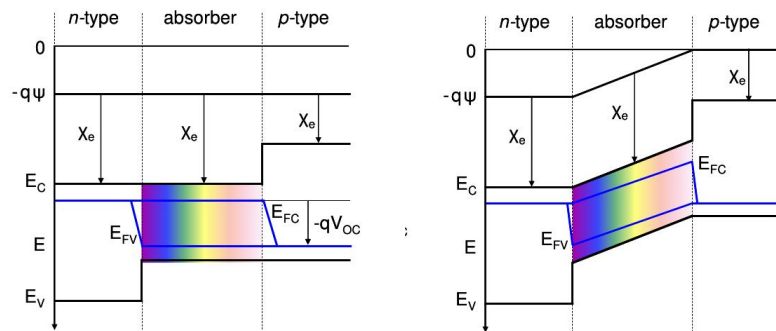 n-type absorber p-type
0
-qψ
χe χe χe
EC
EFV EFC -qVOC
E
EV
n-type absorber p-type
0
-qψ
χe χe χe
EC
EFC
EFV
E
EV